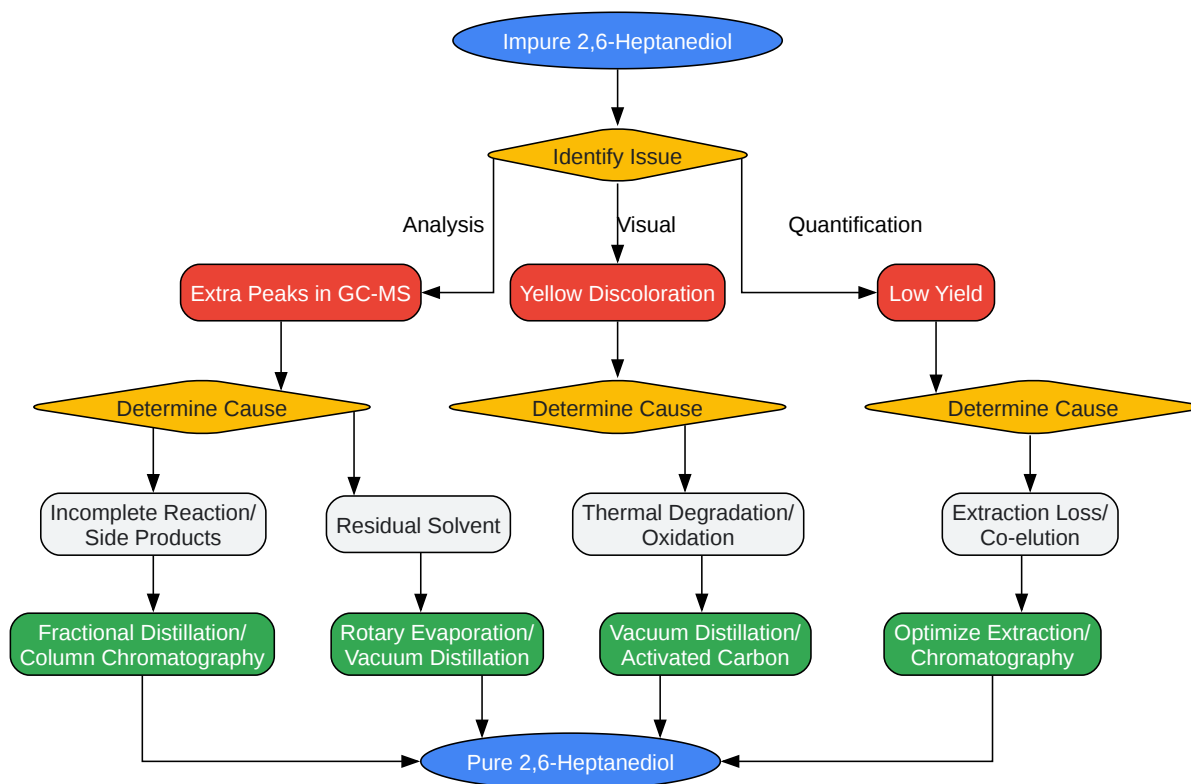 Impure 2,6-Heptanediol
Identify Issue
Analysis
Visual
Quantification
Extra Peaks in GC-MS
Yellow Discoloration
Low Yield
Determine Cause
Determine Cause
Determine Cause
Incomplete Reaction/
Side Products
Residual Solvent
Thermal Degradation/
Oxidation
Extraction Loss/
Co-elution
Fractional Distillation/
Column Chromatography
Rotary Evaporation/
Vacuum Distillation
Vacuum Distillation/
Activated Carbon
Optimize Extraction/
Chromatography
Pure 2,6-Heptanediol